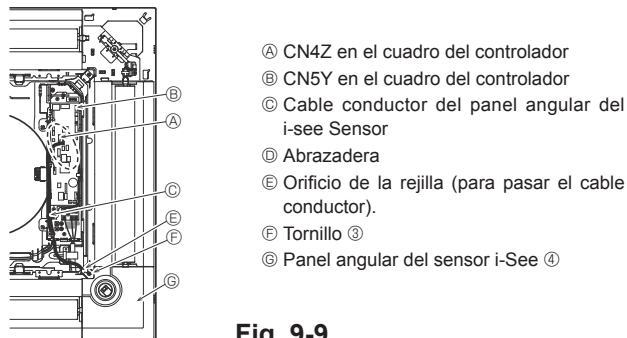 Ⓐ CN4Z en el cuadro del controlador
Ⓑ CN5Y en el cuadro del controlador
Ⓒ Cable conductor del panel angular del
i-see Sensor
Ⓓ Abrazadera
Ⓔ Orificio de la rejilla (para pasar el cable
conductor).
Ⓕ Tornillo ③
Ⓖ Panel angular del sensor i-See ④
Ⓑ
Ⓐ
Ⓒ
Ⓔ
Ⓕ
Ⓖ
Fig. 9-9